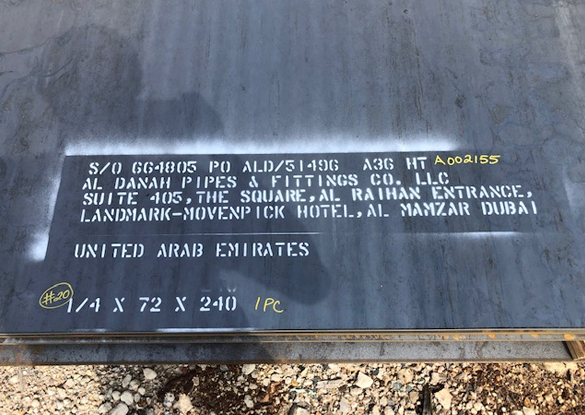 S/O 664805 PO ALD/51496 A36 HT A002155
AL DANAH PIPES & FITTINGS CO. LLC
SUITE 405, THE SQUARE, AL RAIHAN ENTRANCE,
LANDMARK-MOVENPICK HOTEL, AL MAMZAR DUBAI
UNITED ARAB EMIRATES
#20
1/4 X 72 X 240 1PC